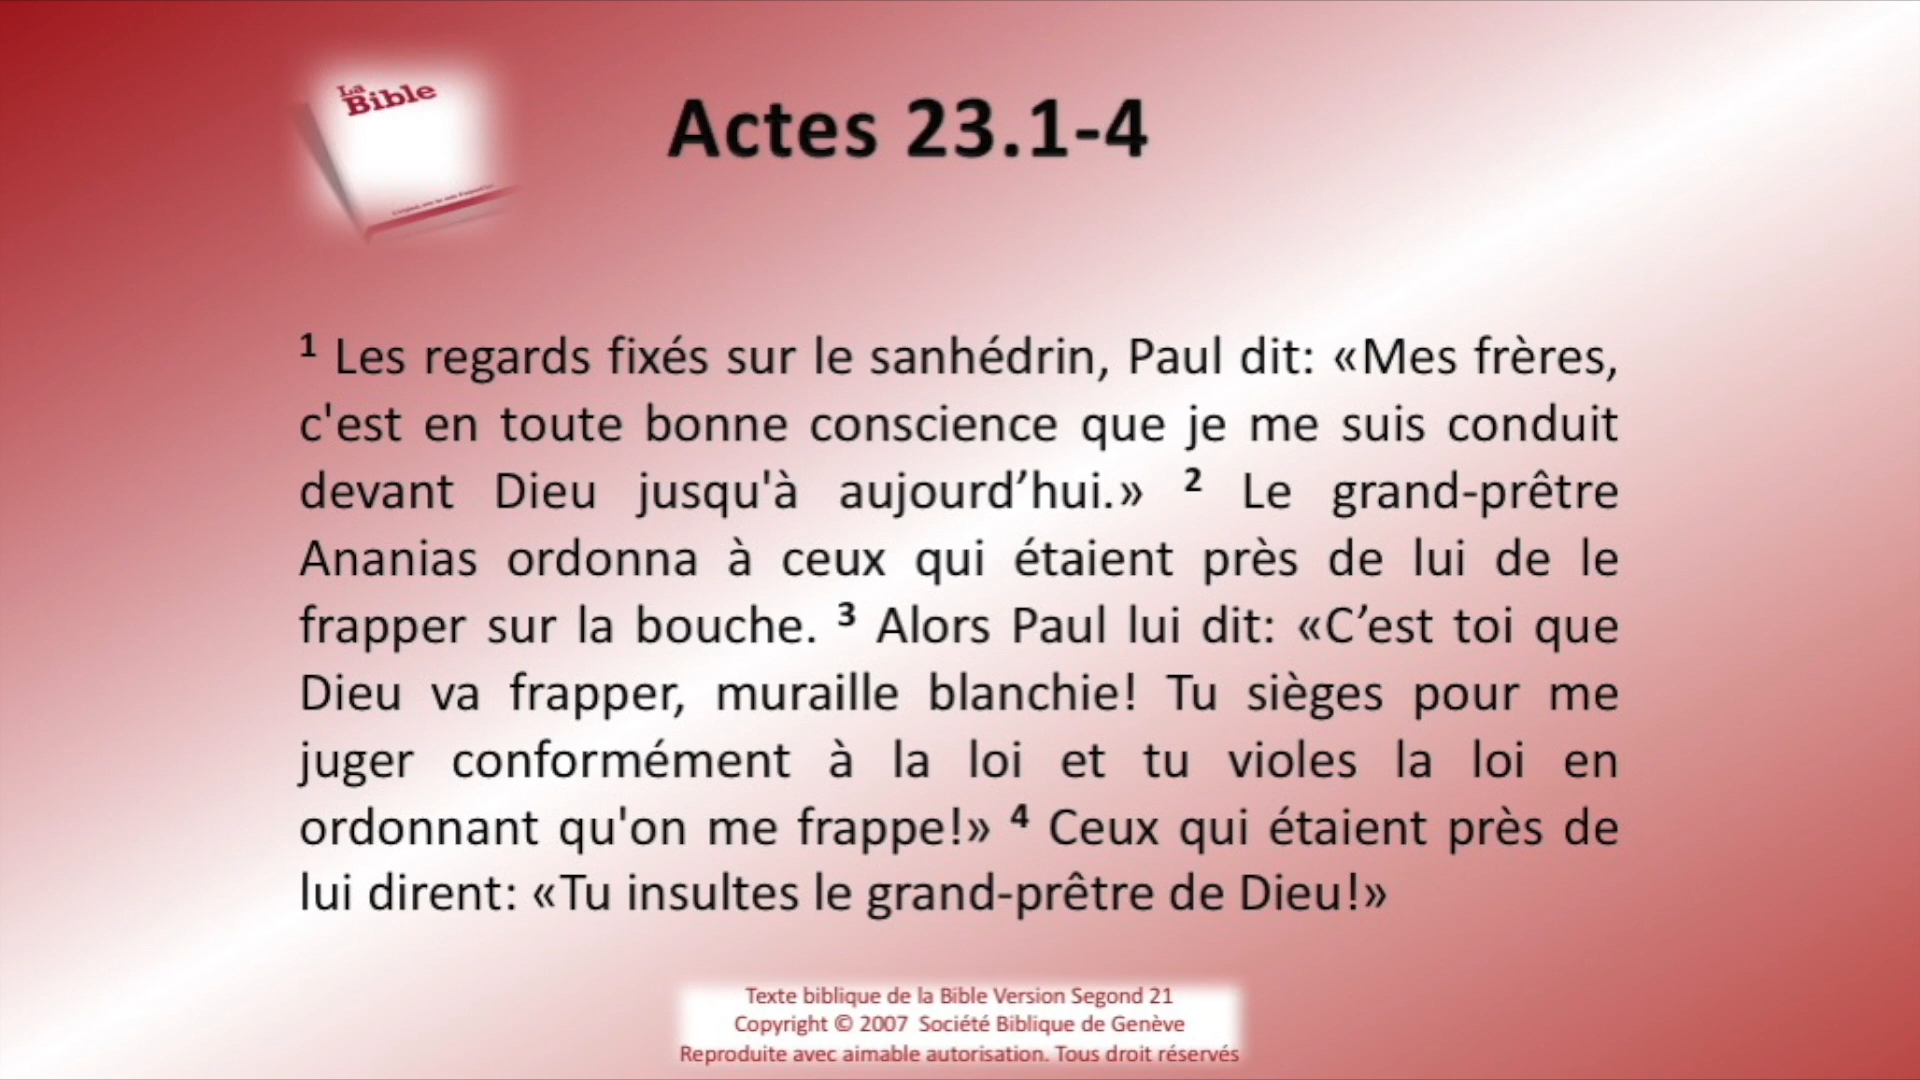 La
Bible
Actes 23.1-4
1 Les regards fixés sur le sanhédrin, Paul dit: «Mes frères,
c'est en toute bonne conscience que je me suis conduit
devant Dieu jusqu'à aujourd’hui.» 2 Le grand-prêtre
Ananias ordonna à ceux qui étaient près de lui de le
frapper sur la bouche. 3 Alors Paul lui dit: «C’est toi que
Dieu va frapper, muraille blanchie! Tu sièges pour me
juger conformément à la loi et tu violes la loi en
ordonnant qu'on me frappe!» 4 Ceux qui étaient près de
lui dirent: «Tu insultes le grand-prêtre de Dieu!»
Texte biblique de la Bible Version Segond 21
Copyright © 2007 Société Biblique de Genève
Reproduite avec aimable autorisation. Tous droit réservés